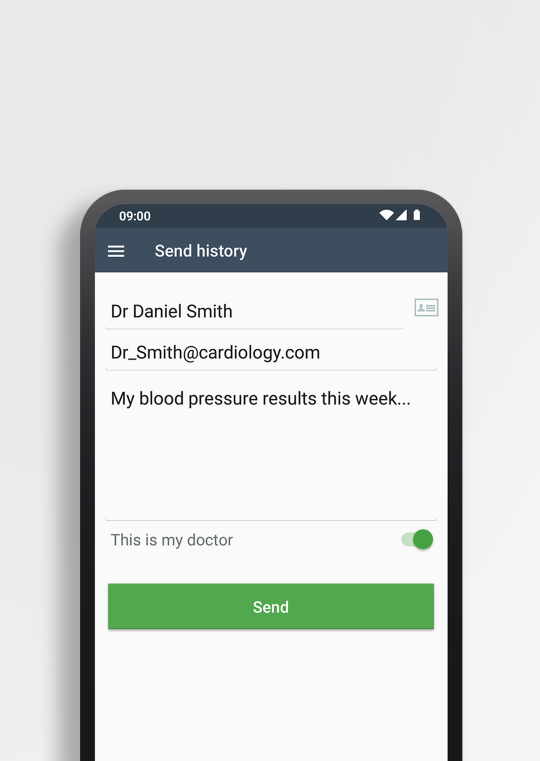 09:00
Send history
Dr Daniel Smith
Dr_Smith@cardiology.com
My blood pressure results this week...
This is my doctor
Send